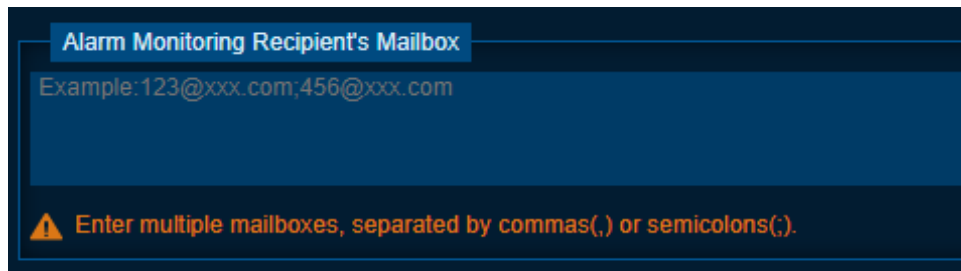 Alarm Monitoring Recipient's Mailbox
Example:123@xxx.com;456@xxx.com
Enter multiple mailboxes, separated by commas(,) or semicolons(;).